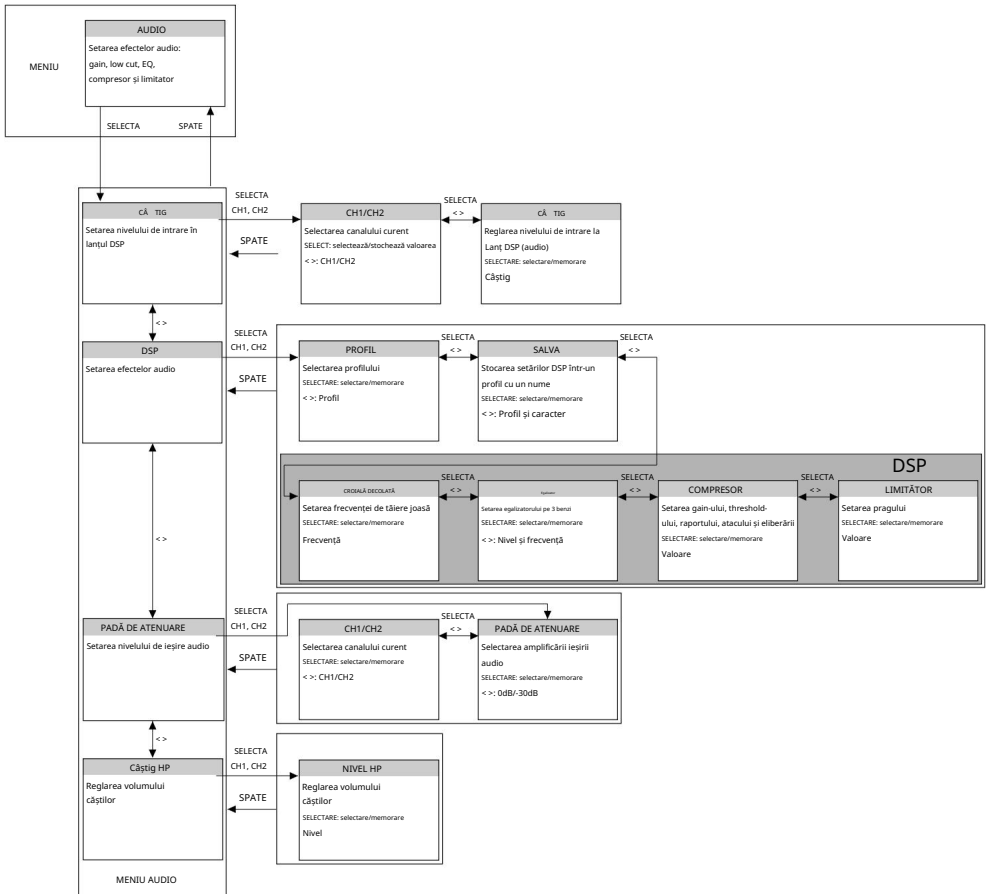 AUDIO
Setarea efectelor audio:
gain, low cut, EQ,
compresor și limitator
MENIU
SELECTA
SPATE
CÂ TIG
Setarea nivelului de intrare în
lanțul DSP
SELECTA
CH1, CH2
SPATE
CH1/CH2
Selectarea canalului curent
SELECT: selectează/stochează valoarea
< >: CH1/CH2
SELECTA
< >
CÂ TIG
Reglarea nivelului de intrare la
Lanț DSP (audio)
SELECTARE: selectare/memorare
Câștig
< >
DSP
Setarea efectelor audio
SELECTA
CH1, CH2
SPATE
PROFIL
Selectarea profilului
SELECTARE: selectare/memorare
< >: Profil
SELECTA
< >
SALVA
Stocarea setărilor DSP într-un
profil cu un nume
SELECTARE: selectare/memorare
< >: Profil și caracter
SELECTA
< >
DSP
CROIALĂ DECOLATĂ
Setarea frecvenței de tăiere joasă
SELECTARE: selectare/memorare
Frecvență
SELECTA
< >
Egalizator
Setarea egalizatorului pe 3 benzi
SELECTARE: selectare/memorare
< >: Nivel și frecvență
SELECTA
< >
COMPRESOR
Setarea gain-ului, threshold-
ului, raportului, atacului și eliberării
SELECTARE: selectare/memorare
Valoare
SELECTA
< >
LIMITĂTOR
Setarea pragului
SELECTARE: selectare/memorare
Valoare
< >
PADĂ DE ATENUARE
Setarea nivelului de ieșire audio
SELECTA
CH1, CH2
SPATE
CH1/CH2
Selectarea canalului curent
SELECTARE: selectare/memorare
< >: CH1/CH2
SELECTA
< >
PADĂ DE ATENUARE
Selectarea amplificării ieșirii
audio
SELECTARE: selectare/memorare
< >: 0dB/-30dB
< >
Câștig HP
Reglarea volumului
căștilor
SELECTA
CH1, CH2
SPATE
NIVEL HP
Reglarea volumului
căștilor
SELECTARE: selectare/memorare
Nivel
MENIU AUDIO